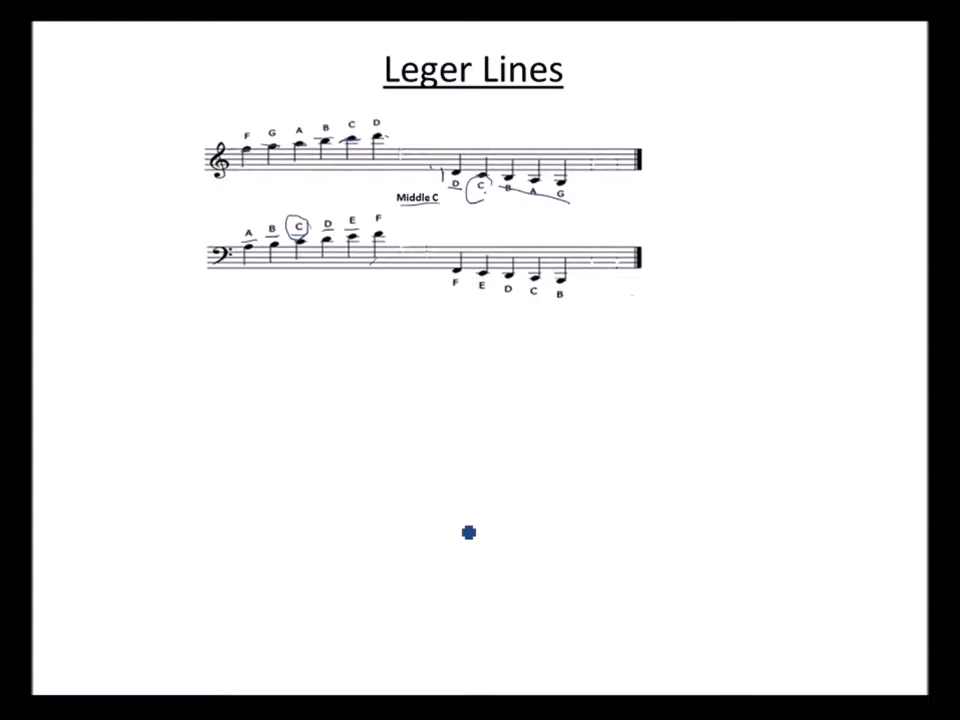 Leger Lines
F G A B C D
D C B A G
Middle C
A B C D E F
F E D C B